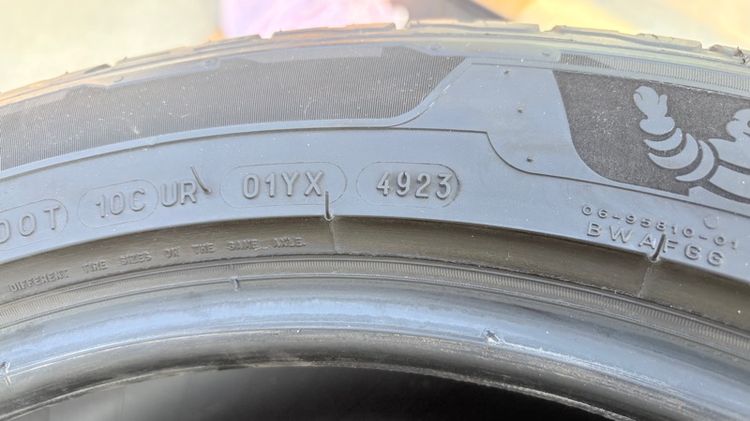 DOT 10C UR 01YX 4923
06-95810-01
BWAFGG
DIFFERENT TIRE SIZES ON THE SAME AXLE.